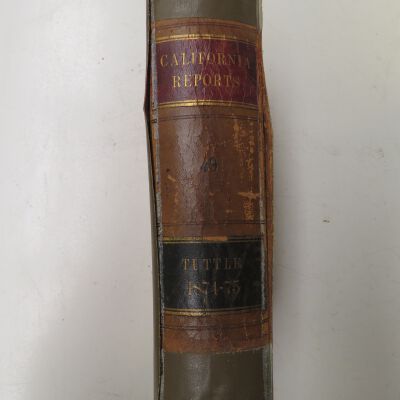 CALIFORNIA
REPORTS
49
TUTTLE
1874-75